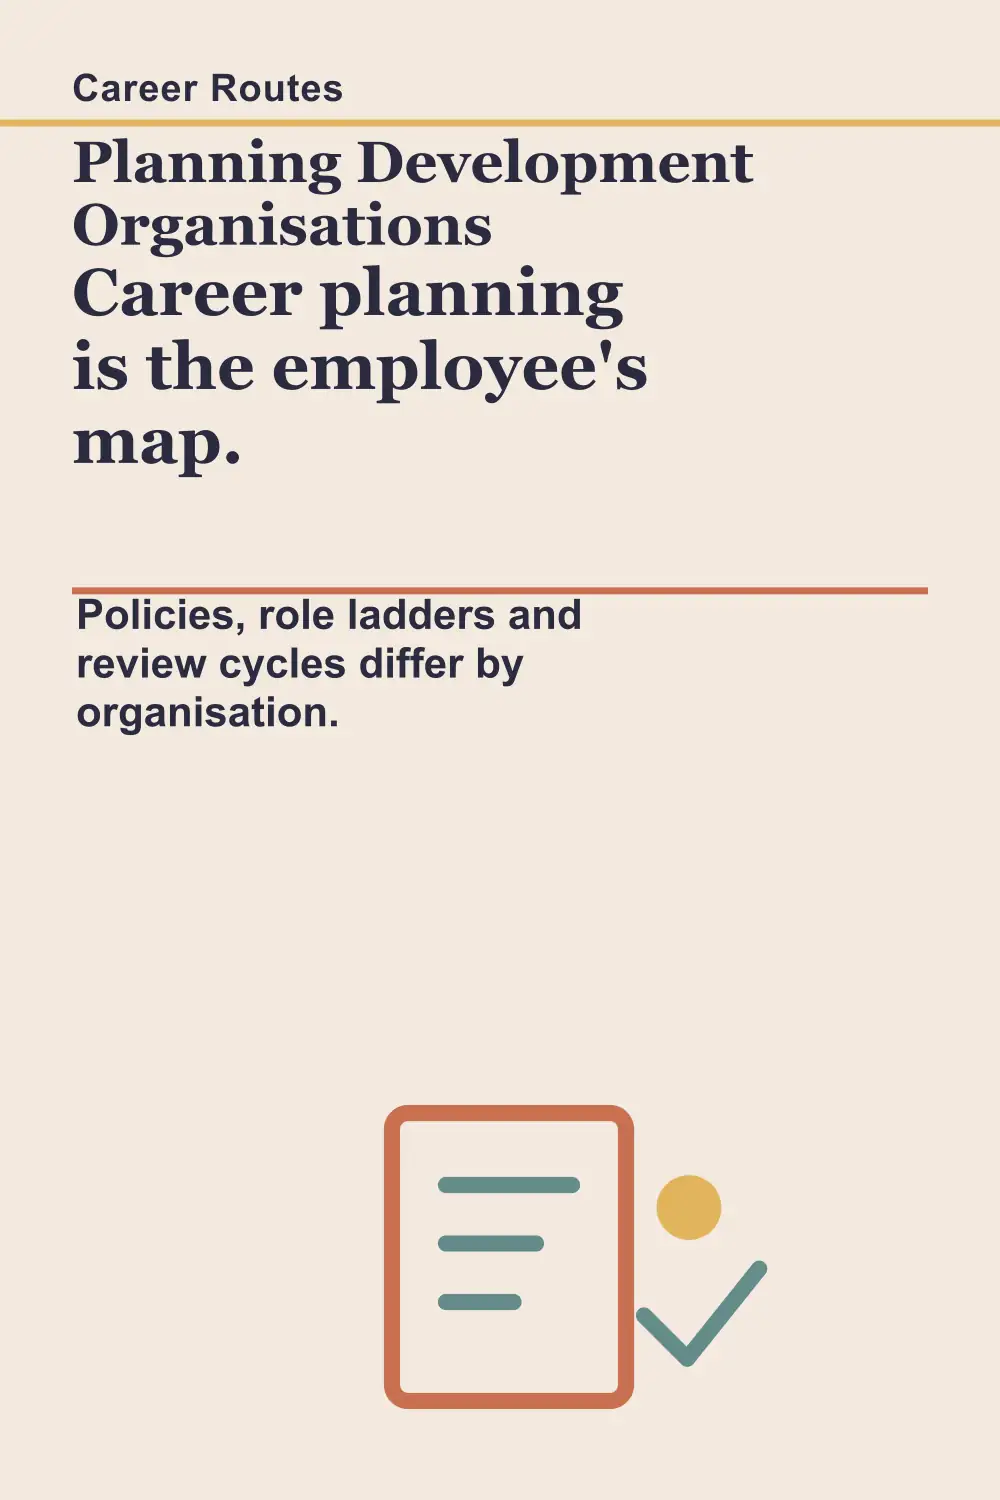 Career Routes
Planning Development
Organisations
Career planning
is the employee's
map.
Policies, role ladders and
review cycles differ by
organisation.